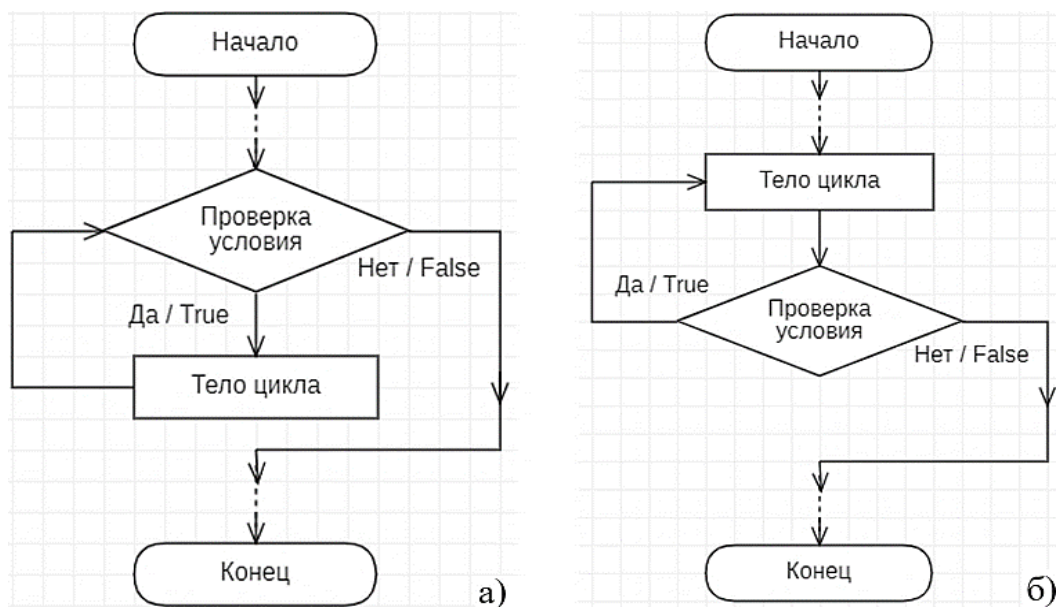 Начало
Проверка
условия
Нет / False
Да / True
Тело цикла
Конец
а)
Начало
Тело цикла
Да / True
Проверка
условия
Нет / False
Конец
б)